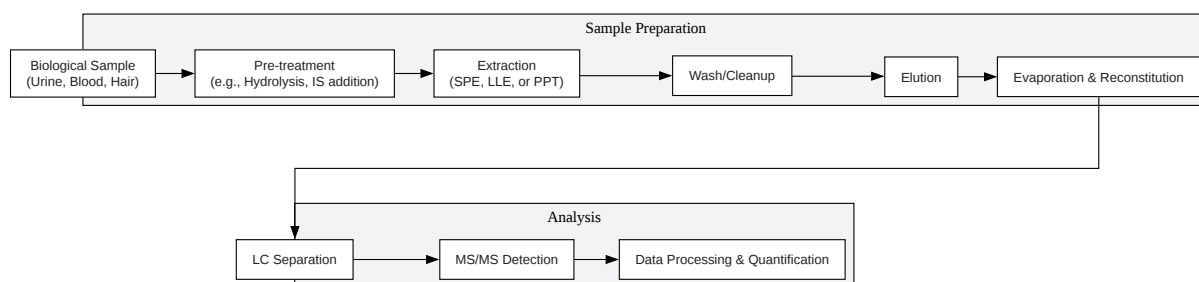 Sample Preparation
Biological Sample
(Urine, Blood, Hair)
Pre-treatment
(e.g., Hydrolysis, IS addition)
Extraction
(SPE, LLE, or PPT)
Wash/Cleanup
Elution
Evaporation & Reconstitution
Analysis
LC Separation
MS/MS Detection
Data Processing & Quantification